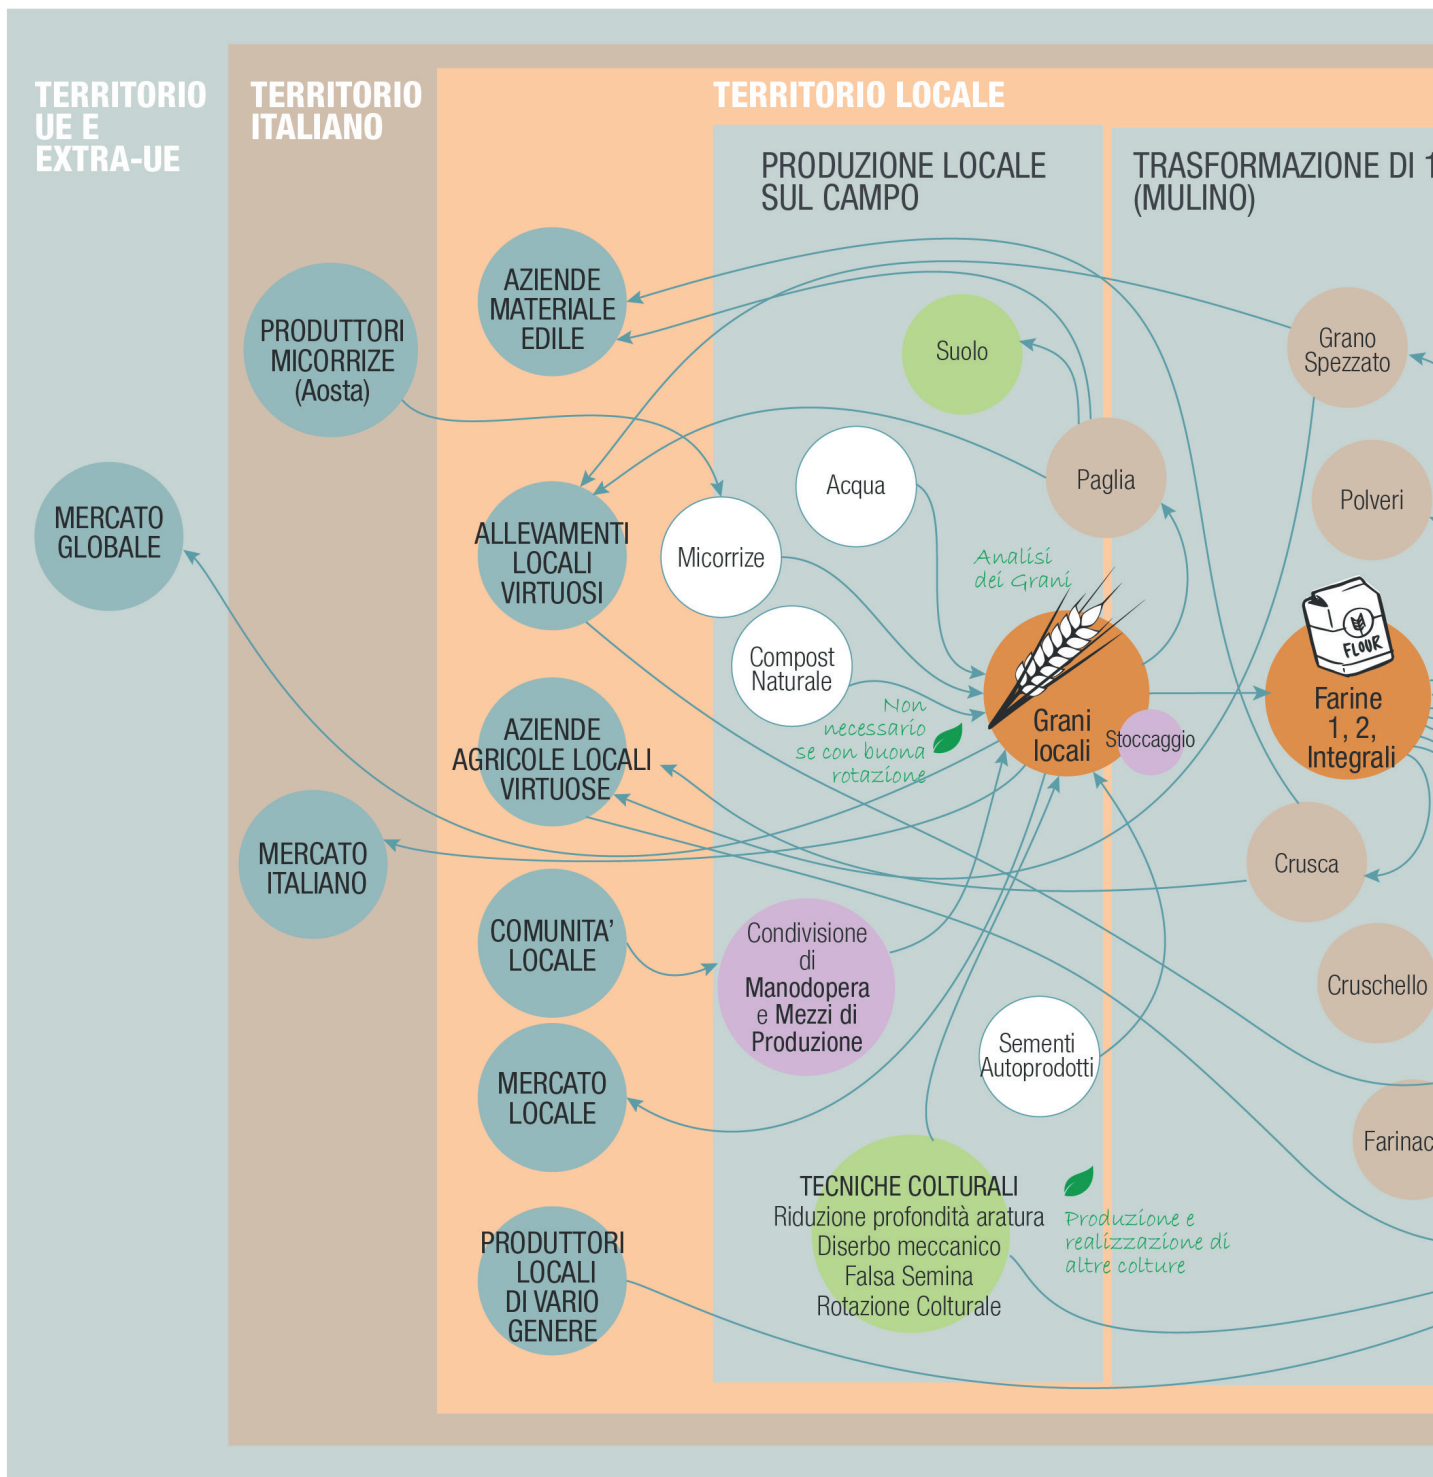 TERRITORIO
UE E
EXTRA-UE
TERRITORIO
ITALIANO
TERRITORIO LOCALE
PRODUZIONE LOCALE
SUL CAMPO
TRASFORMAZIONE DI 1
(MULINO)
AZIENDE
MATERIALE
EDILE
PRODUTTORI
MICORRIZE
(Aosta)
Suolo
Grano
Spezzato
Acqua
Paglia
Polveri
MERCATO
GLOBALE
ALLEVAMENTI
LOCALI
VIRTUOSI
Micorrize
Analisi
dei Grani
FLOUR
Compost
Naturale
Non
necessario
se con buona
rotazione
Grani
locali
Stoccaggio
Farine
1, 2,
Integrali
AZIENDE
AGRICOLE LOCALI
VIRTUOSE
MERCATO
ITALIANO
Crusca
COMUNITA’
LOCALE
Condivisione
di
Manodopera
e Mezzi di
Produzione
Cruschello
Sementi
Autoprodotti
MERCATO
LOCALE
Farinac
TECNICHE COLTURALI
Riduzione profondità aratura
Diserbo meccanico
Falsa Semina
Rotazione Colturale
Produzione e
realizzazione di
altre colture
PRODUTTORI
LOCALI
DI VARIO
GENERE